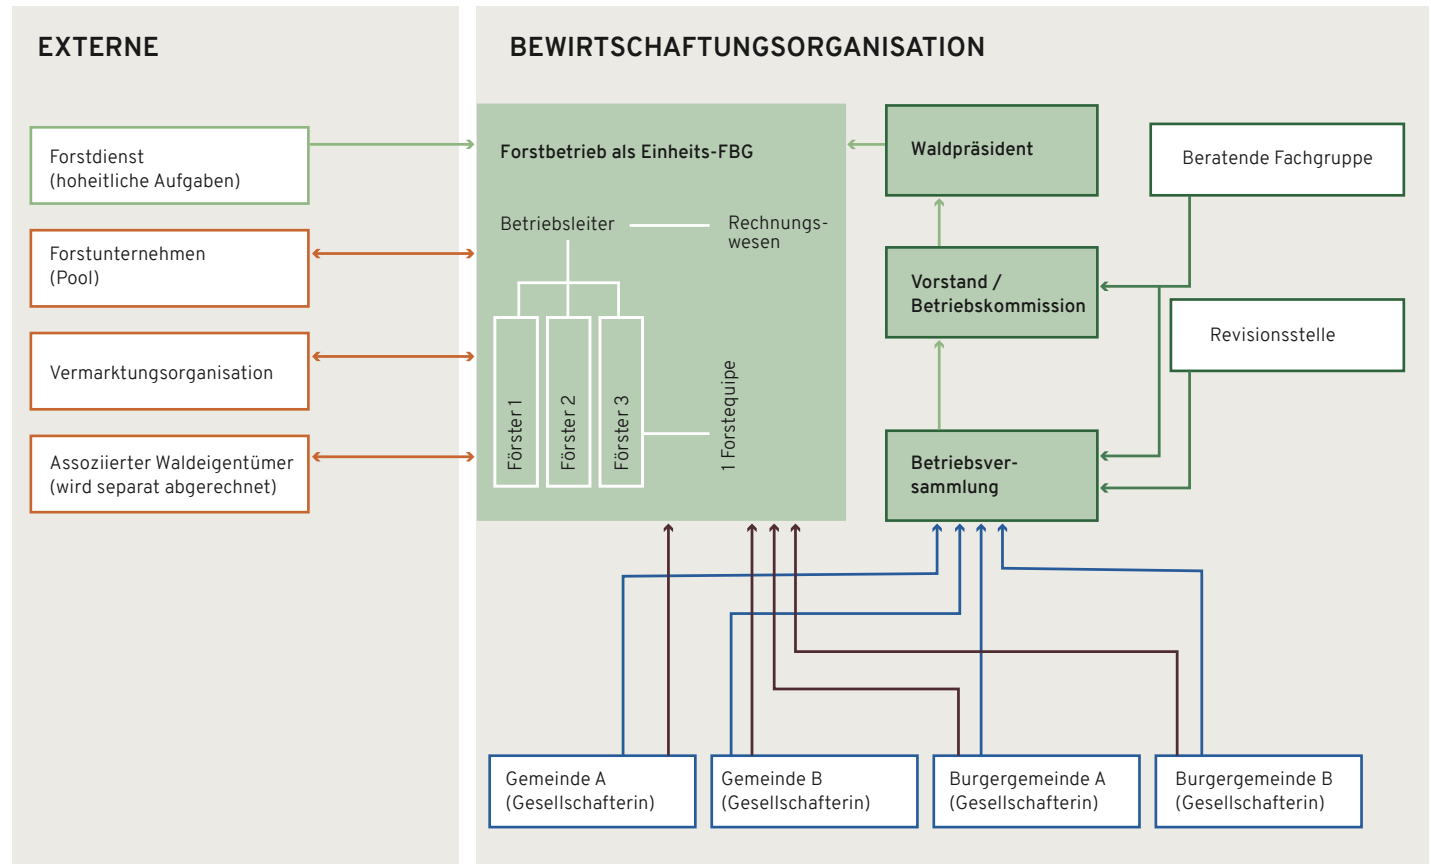 EXTERNE
Forstdienst
(hoheitliche Aufgaben)
Forstunternehmen
(Pool)
Vermarktungsorganisation
Assoziierter Waldeigentümer
(wird separat abgerechnet)
BEWIRTSCHAFTUNGSORGANISATION
Forstbetrieb als Einheits-FBG
Betriebsleiter
Rechnungs-
wesen
Förster 1
Förster 2
Förster 3
1 Forstequipe
Waldpräsident
Vorstand /
Betriebskommission
Betriebsver-
sammlung
Beratende Fachgruppe
Revisionsstelle
Gemeinde A
(Gesellschafterin)
Gemeinde B
(Gesellschafterin)
Burgergemeinde A
(Gesellschafterin)
Burgergemeinde B
(Gesellschafterin)